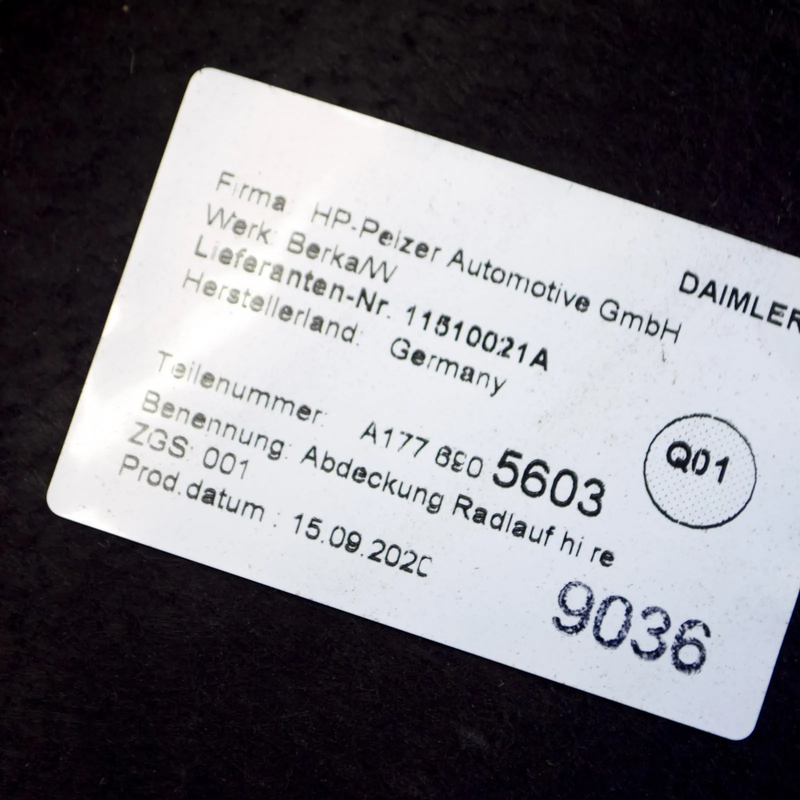 Firma: HP-Pelzer Automotive GmbH
Werk: Berka/W
DAIMLER
Lieferanten-Nr. 11510021A
Herstellerland: Germany
Teilenummer: A177 690 5603
Q01
Benennung: Abdeckung Radlauf hi re
ZGS: 001
Prod.datum : 15.09.2020
9036